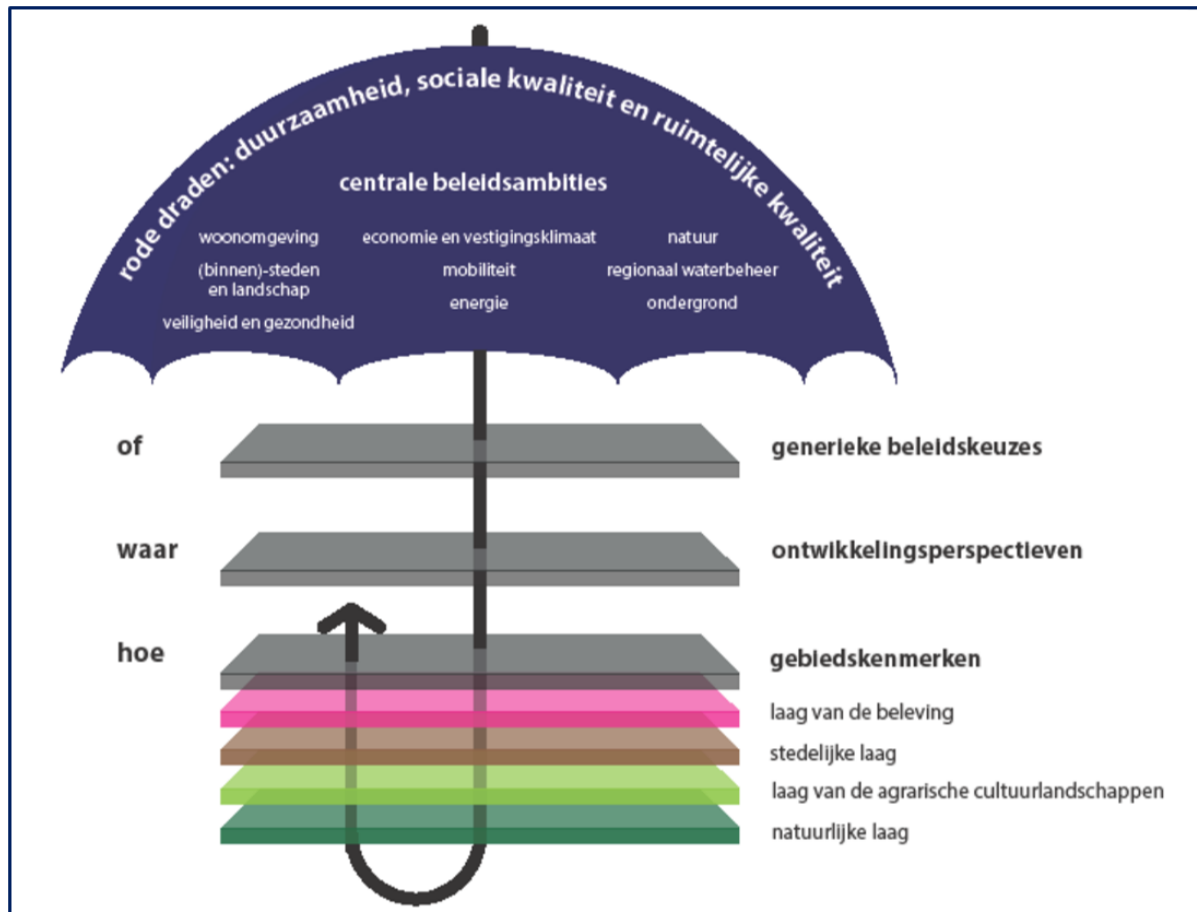 rode draden: duurzaamheid, sociale kwaliteit en ruimtelijke kwaliteit
centrale beleidsambities
woonomgeving
(binnen)-steden
en landschap
veiligheid en gezondheid
economie en vestigingsklimaat
mobiliteit
energie
natuur
regionaal waterbeheer
ondergrond
of
generieke beleidskeuzes
waar
ontwikkelingsperspectieven
hoe
gebiedskenmerken
laag van de beleving
stedelijke laag
laag van de agrarische cultuurlandschappen
natuurlijke laag